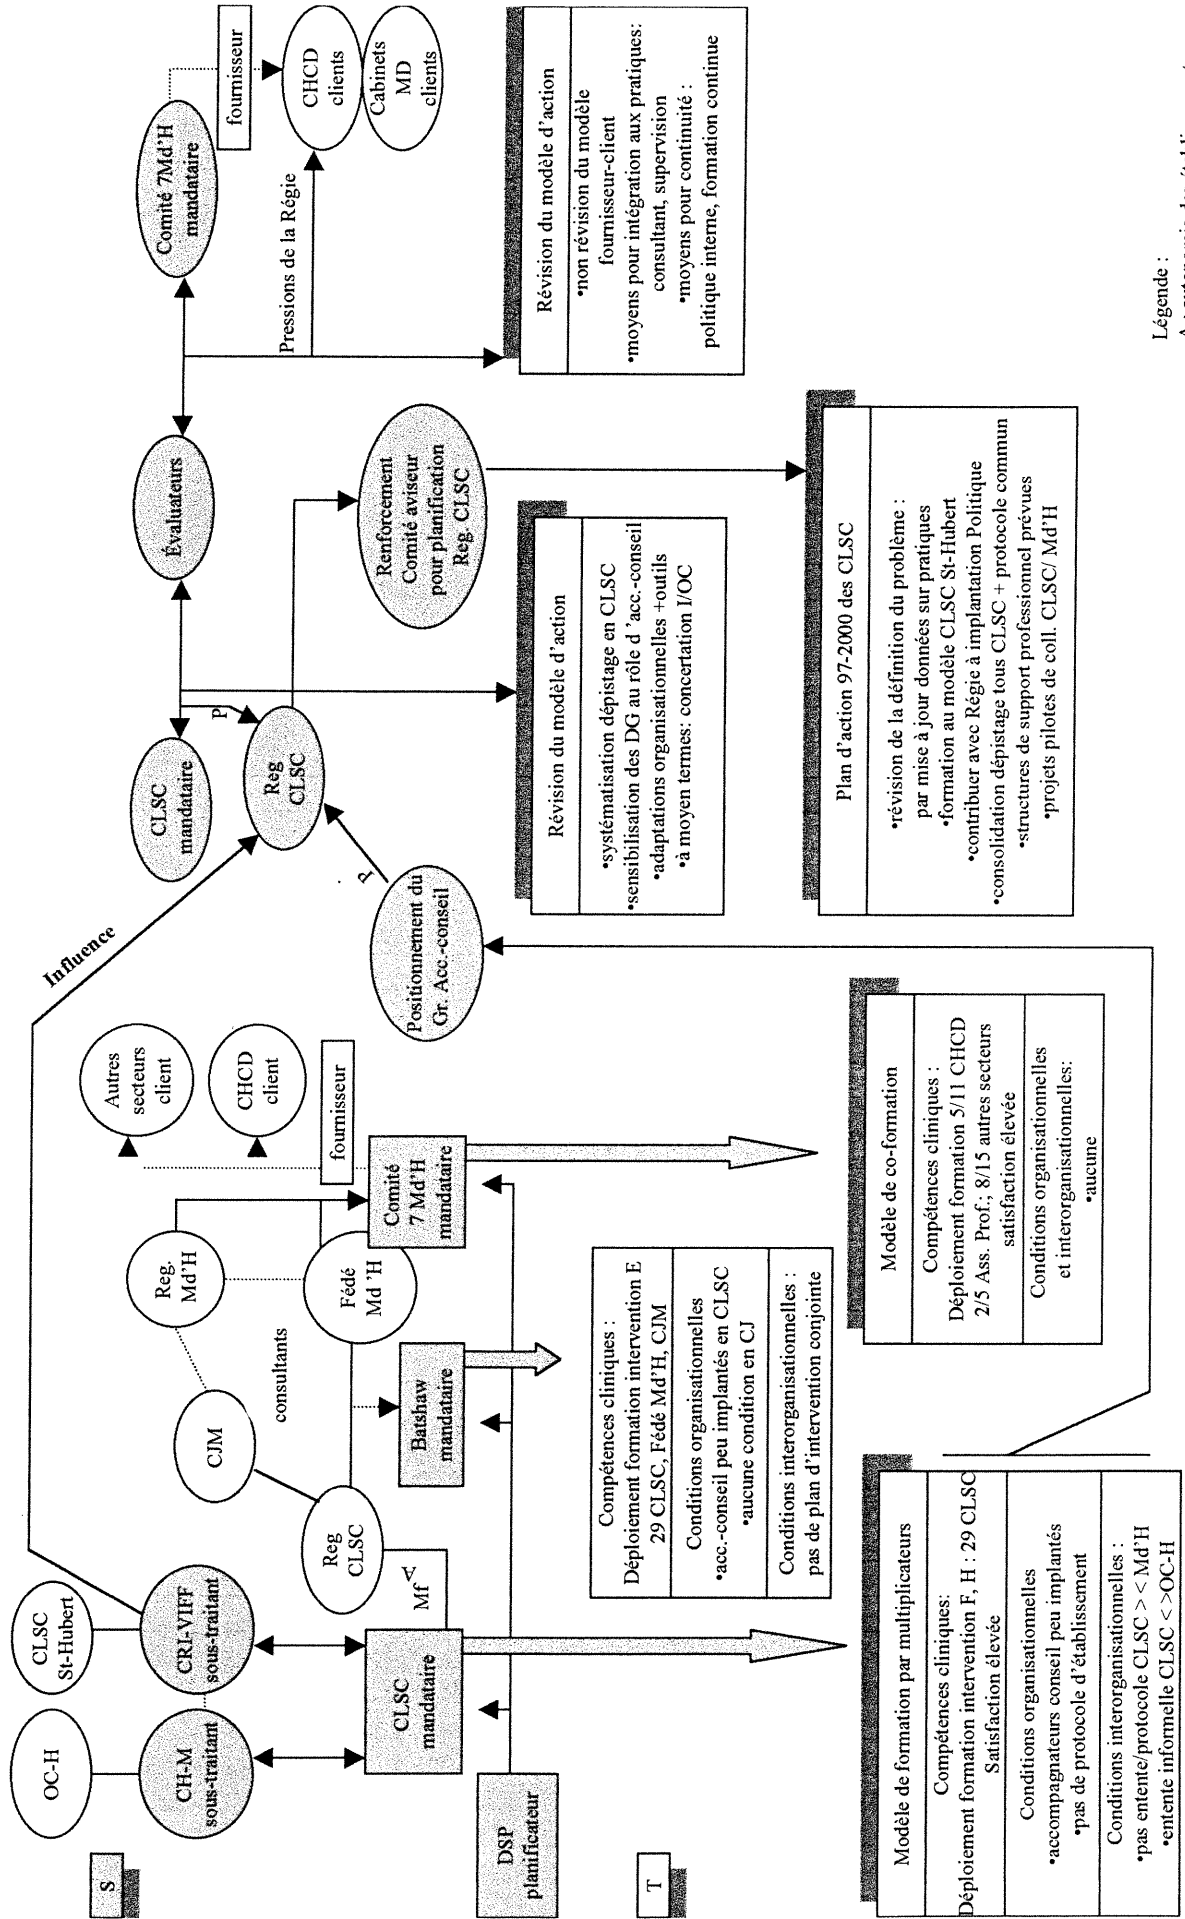 S
OC-H
CLSC
St-Hubert
CH-M
sous-traitant
CRI-VIFF
sous-traitant
Influence
DSP
planificateur
CLSC
mandataire
Mf
A
Reg
CLSC
CJM
consultants
Batshaw
mandataire
Reg.
Md'H
Fédé
Md 'H
Comité
7 Md'H
mandataire
fournisseur
Autres
secteurs
client
CHCD
client
Positionnement du
Gr. Acc.-conseil
P
CLSC
mandataire
P
Reg
CLSC
Évaluateurs
Renforcement
Comité aviseur
pour planification
Reg. CLSC
Comité 7Md'H
mandataire
Pressions de la Régie
fournisseur
CHCD
clients
Cabinets
MD
clients
T
Modèle de formation par multiplicateurs
Compétences cliniques:
Déploiement formation intervention F, H : 29 CLSC
Satisfaction élevée
Conditions organisationnelles
•accompagnateurs conseil peu implantés
•pas de protocole d'établissement
Conditions interorganisationnelles :
•pas entente/protocole CLSC > < Md'H
•entente informelle CLSC < >OC-H
Compétences cliniques :
Déploiement formation intervention E
29 CLSC, Fédé Md'H, CJM
Conditions organisationnelles
•acc.-conseil peu implantés en CLSC
•aucune condition en CJ
Conditions interorganisationnelles :
pas de plan d'intervention conjointe
Modèle de co-formation
Compétences cliniques :
Déploiement formation 5/11 CHCD
2/5 Ass. Prof.; 8/15 autres secteurs
satisfaction élevée
Conditions organisationnelles
et interorganisationnelles:
•aucune
Révision du modèle d'action
•systématisation dépistage en CLSC
•sensibilisation des DG au rôle d 'acc.-conseil
•adaptations organisationnelles +outils
•à moyen termes: concertation I/OC
Plan d'action 97-2000 des CLSC
•révision de la définition du problème :
par mise à jour données sur pratiques
•formation au modèle CLSC St-Hubert
•contribuer avec Régie à implantation Politique
•consolidation dépistage tous CLSC + protocole commun
•structures de support professionnel prévues
•projets pilotes de coll. CLSC/ Md'H
Révision du modèle d'action
•non révision du modèle
fournisseur-client
•moyens pour intégration aux pratiques:
consultant, supervision
•moyens pour continuité :
politique interne, formation continue
Légende :